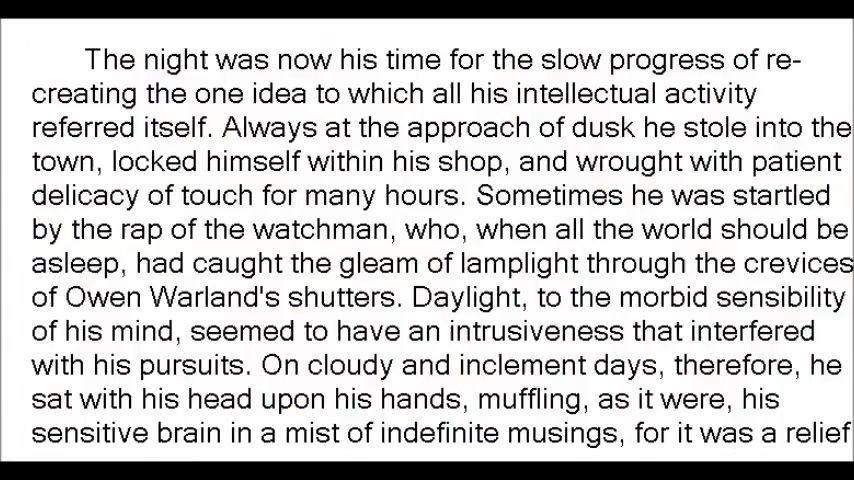 The night was now his time for the slow progress of re-
creating the one idea to which all his intellectual activity
referred itself. Always at the approach of dusk he stole into the
town, locked himself within his shop, and wrought with patient
delicacy of touch for many hours. Sometimes he was startled
by the rap of the watchman, who, when all the world should be
asleep, had caught the gleam of lamplight through the crevices
of Owen Warland's shutters. Daylight, to the morbid sensibility
of his mind, seemed to have an intrusiveness that interfered
with his pursuits. On cloudy and inclement days, therefore, he
sat with his head upon his hands, muffling, as it were, his
sensitive brain in a mist of indefinite musings, for it was a relief